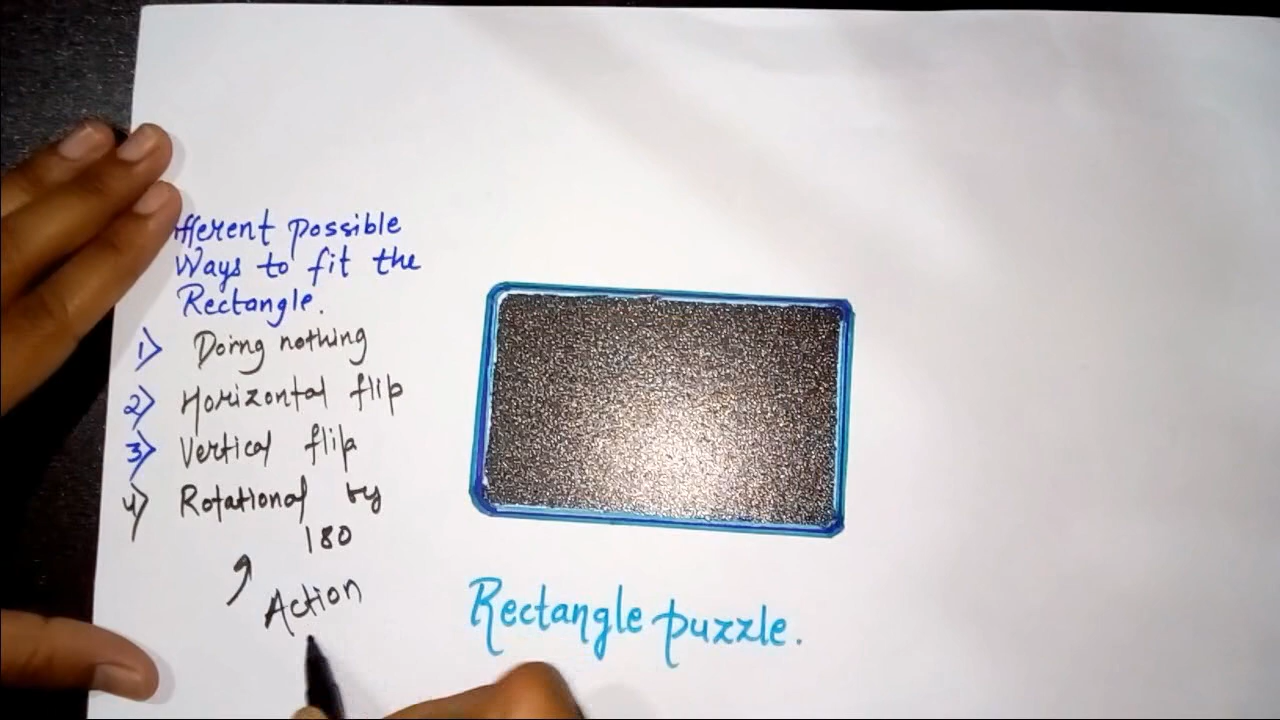 fferent possible
Ways to fit the
Rectangle.
1) Doing nothing
2) Horizontal flip
3) Vertical flip
4) Rotational by
180
Action
Rectangle puzzle.